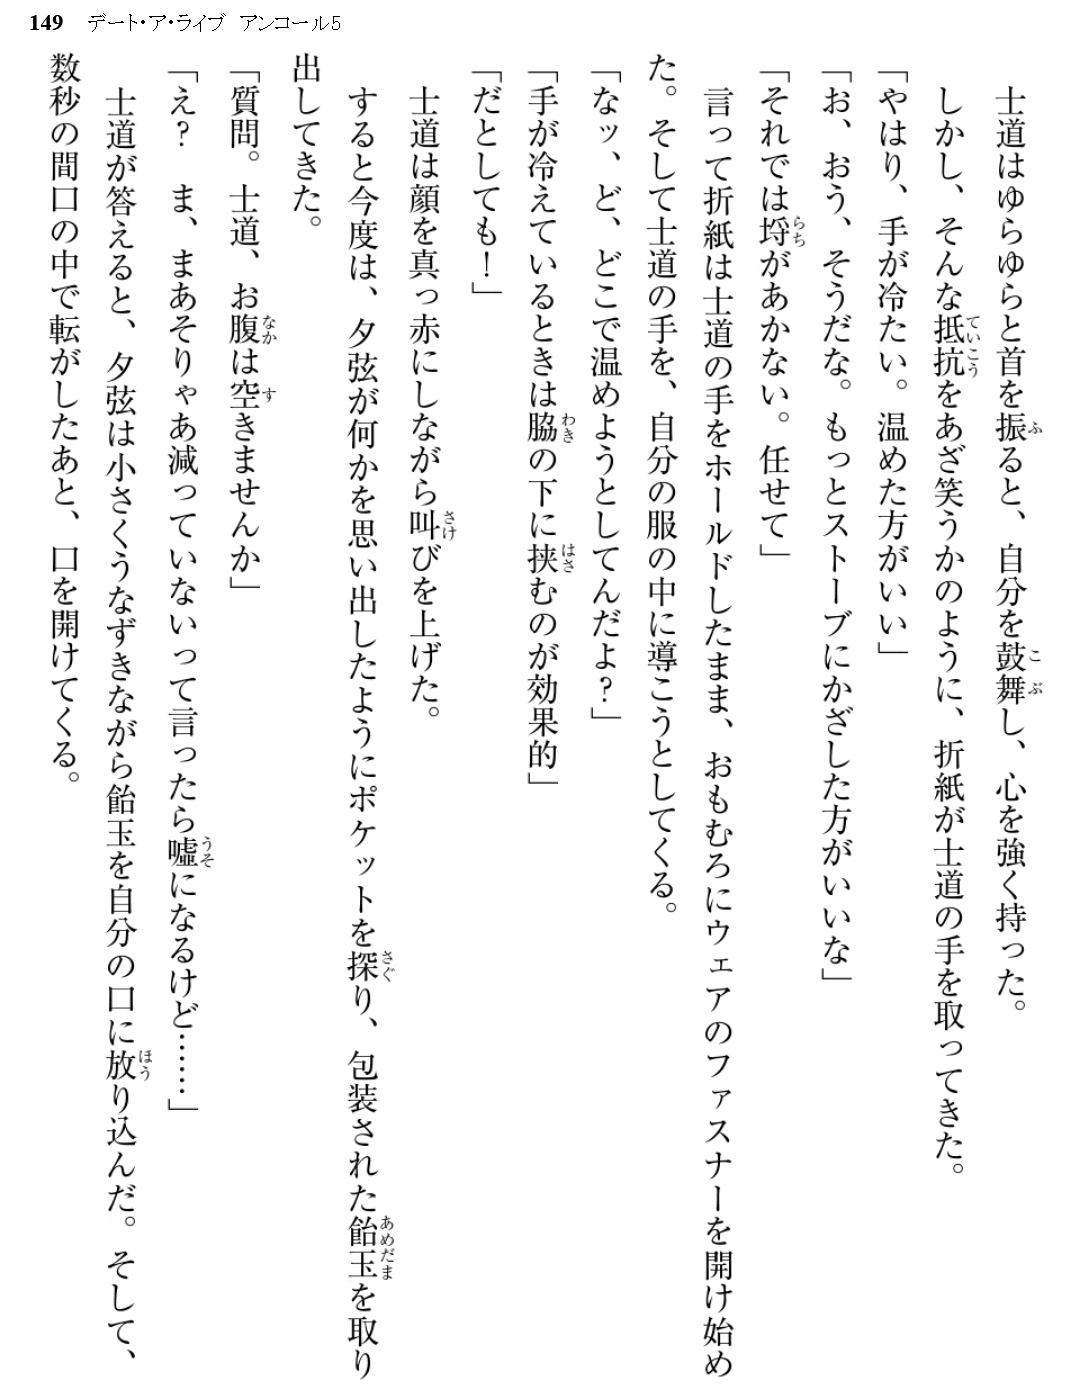 149 デート・ア・ライブ アンコール5
士道はゆらゆらと首を振ると、自分を鼓舞し、心を強く持った。
しかし、そんな抵抗をあざ笑うかのように、折紙が士道の手を取ってきた。
「やはり、手が冷たい。温めた方がいい」
「お、おう、そうだな。もっとストーブにかざした方がいいな」
「それでは埒があかない。任せて」
言って折紙は士道の手をホールドしたまま、おもむろにウェアのファスナーを開け始め
た。そして士道の手を、自分の服の中に導こうとしてくる。
「なッ、ど、どこで温めようとしてんだよ?」
「手が冷えているときは脇の下に挟むのが効果的」
「だとしても!」
士道は顔を真っ赤にしながら叫びを上げた。
すると今度は、夕弦が何かを思い出したようにポケットを探り、包装された飴玉を取り
出してきた。
「質問。士道、お腹は空きませんか」
「え? ま、まあそりゃあ減っていないって言ったら嘘になるけど……」
士道が答えると、夕弦は小さくうなずきながら飴玉を自分の口に放り込んだ。そして、
数秒の間口の中で転がしたあと、口を開けてくる。